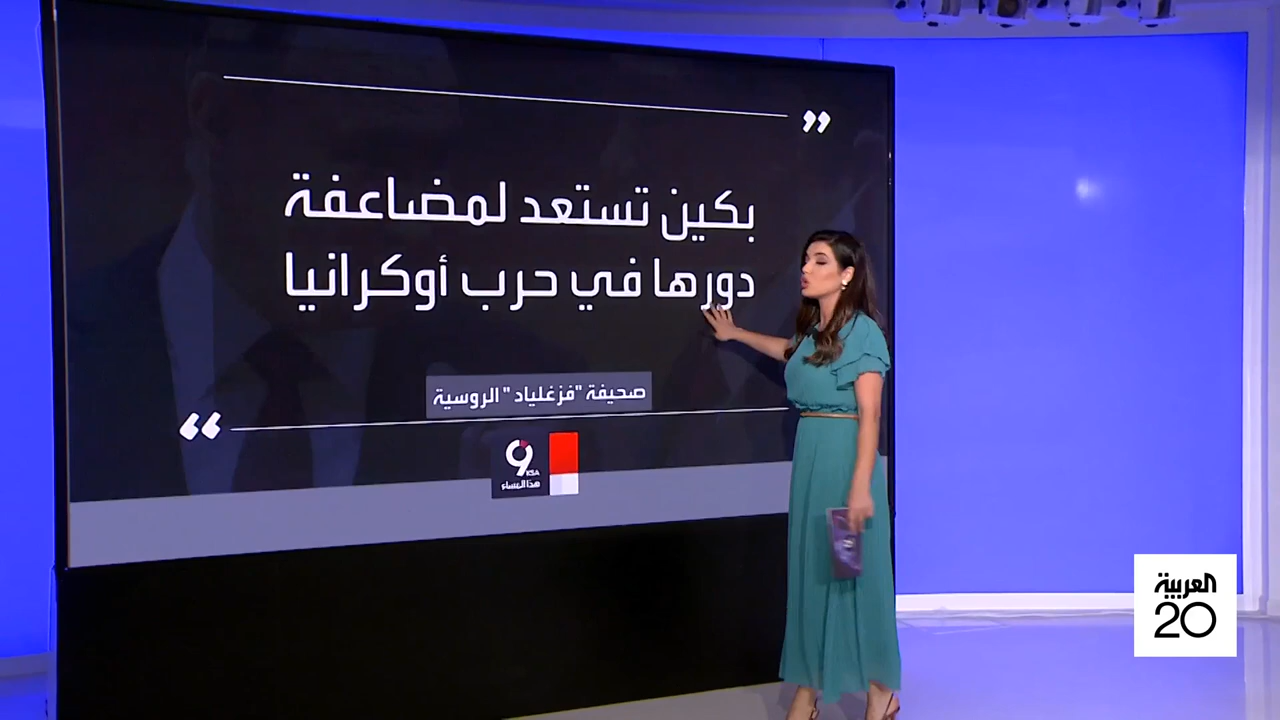 بكين تستعد لمضاعفة
دورها في حرب أوكرانيا
صحيفة "فزغلياد" الروسية
9
KSA
هذا المساء
العربية
20